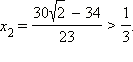 x₂ = (30√2 − 34)/23 > 1/3.